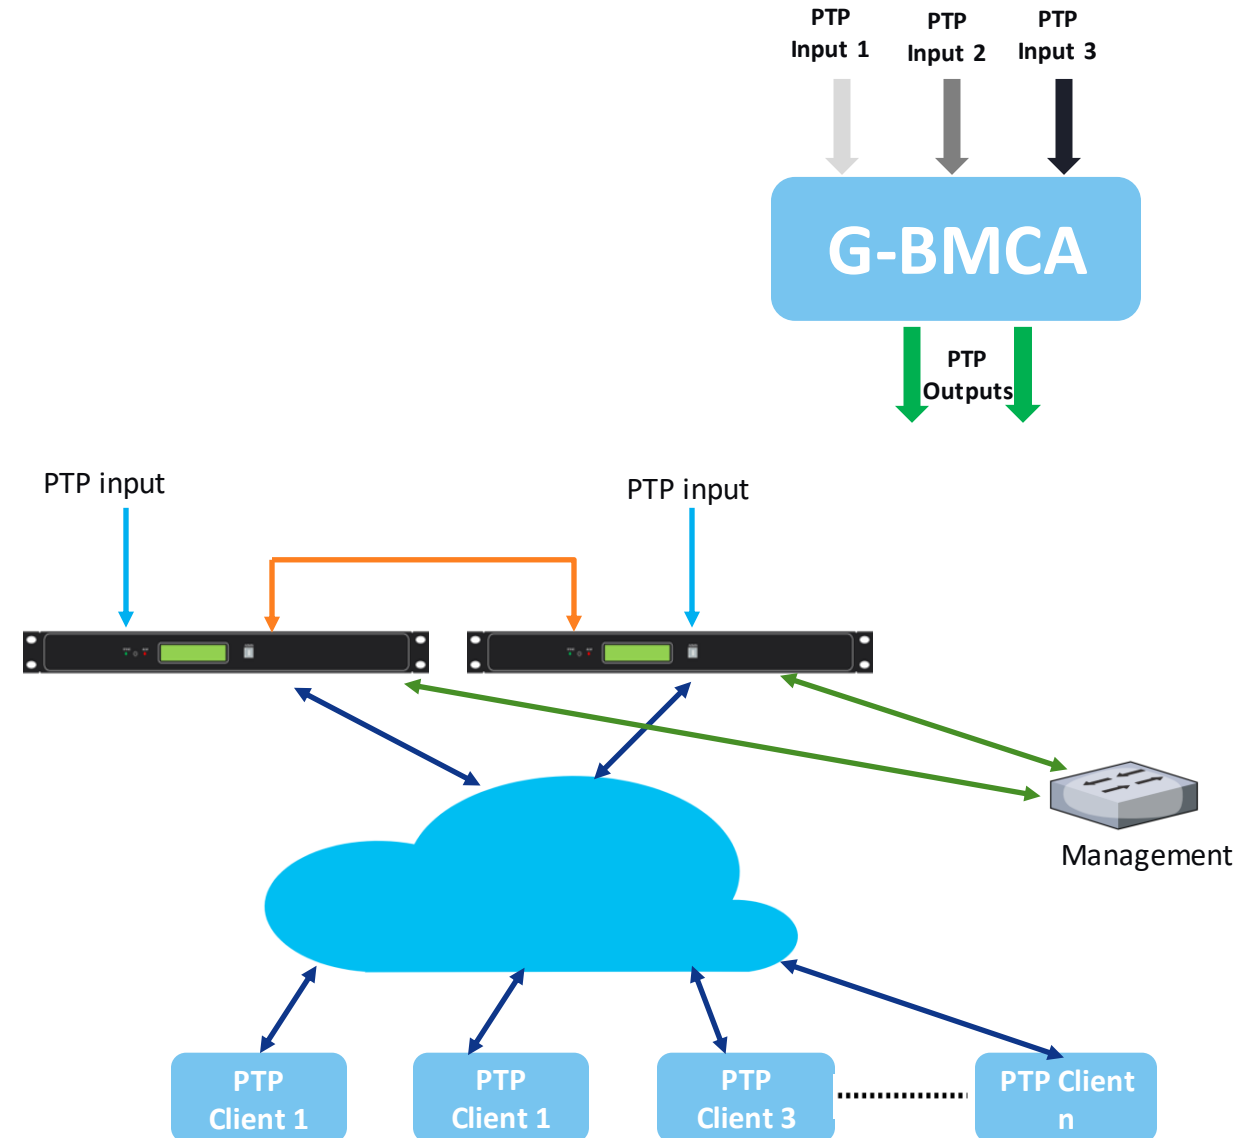 PTP
Input 1
PTP
Input 2
PTP
Input 3
G-BMCA
PTP
Outputs
PTP input
PTP input
Management
PTP
Client 1
PTP
Client 1
PTP
Client 3
PTP Client
n